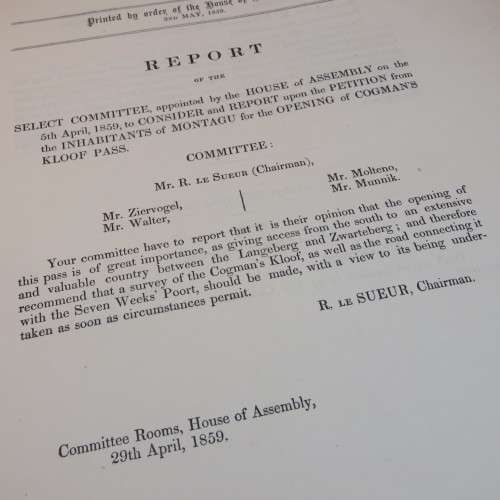 Printed by order of the House of
2ND MAY, 1859.
REPORT
OF THE
SELECT COMMITTEE, appointed by the HOUSE of ASSEMBLY on the
5th April, 1859, to CONSIDER and REPORT upon the PETITION from
the INHABITANTS of MONTAGU for the OPENING of COGMAN'S
KLOOF PASS.
COMMITTEE:
Mr. R. LE SUEUR (Chairman),
Mr. Ziervogel,
Mr. Walter,
Mr. Molteno,
Mr. Munnik.
Your committee have to report that it is their opinion that the opening of
this pass is of great importance, as giving access from the south to an extensive
and valuable country between the Langeberg and Zwarteberg; and therefore
recommend that a survey of the Cogman's Kloof, as well as the road connecting it
with the Seven Weeks' Poort, should be made, with a view to its being under-
taken as soon as circumstances permit.
R. LE SUEUR, Chairman.
Committee Rooms, House of Assembly,
29th April, 1859.